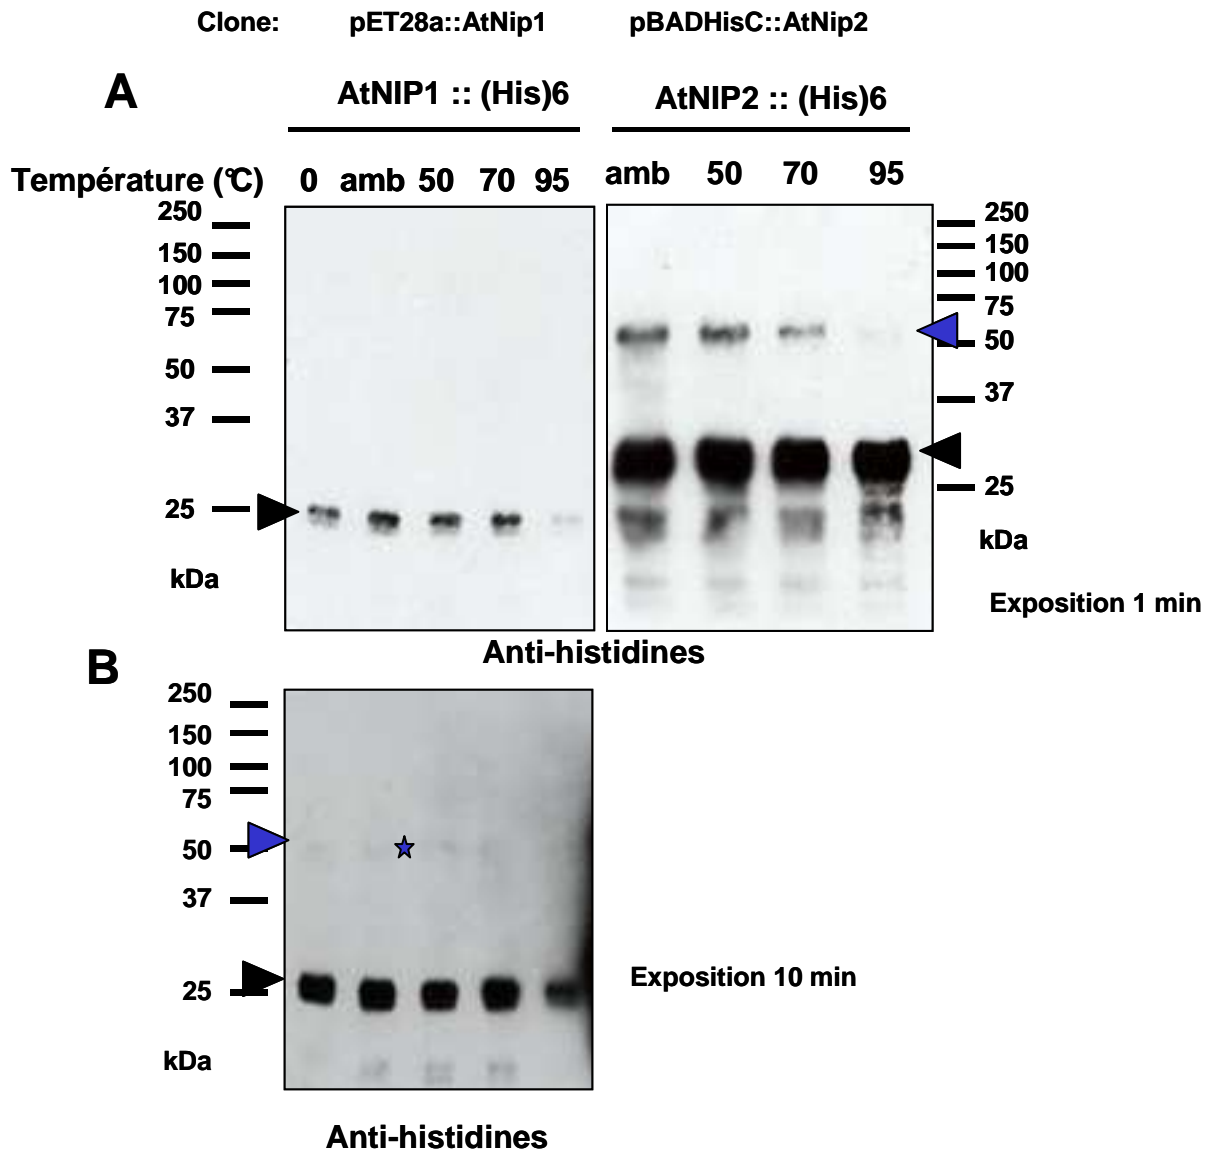 Clone: pET28a::AtNip1 pBADHisC::AtNip2
A
AtNIP1 :: (His)6 AtNIP2 :: (His)6
Température (°C) 0 amb 50 70 95 amb 50 70 95
250 250
150 150
100 100
75 75
50 50
37 37
25 25
kDa kDa
Exposition 1 min
Anti-histidines
B
250
150
100
75
50
37
25 Exposition 10 min
kDa
Anti-histidines